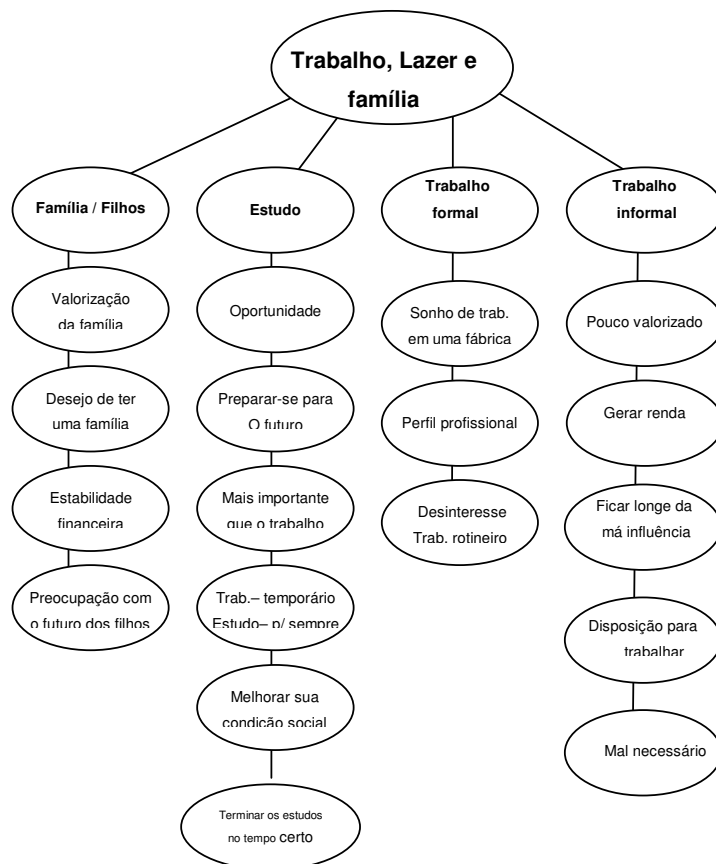 Trabalho, Lazer e
família
Família / Filhos
Valorização
da família
Desejo de ter
uma família
Estabilidade
financeira
Preocupação com
o futuro dos filhos
Estudo
Oportunidade
Preparar-se para
O futuro
Mais importante
que o trabalho
Trab.– temporário
Estudo– p/ sempre
Melhorar sua
condição social
Terminar os estudos
no tempo certo
Trabalho
formal
Sonho de trab.
em uma fábrica
Perfil profissional
Desinteresse
Trab. rotineiro
Trabalho
informal
Pouco valorizado
Gerar renda
Ficar longe da
má influência
Disposição para
trabalhar
Mal necessário